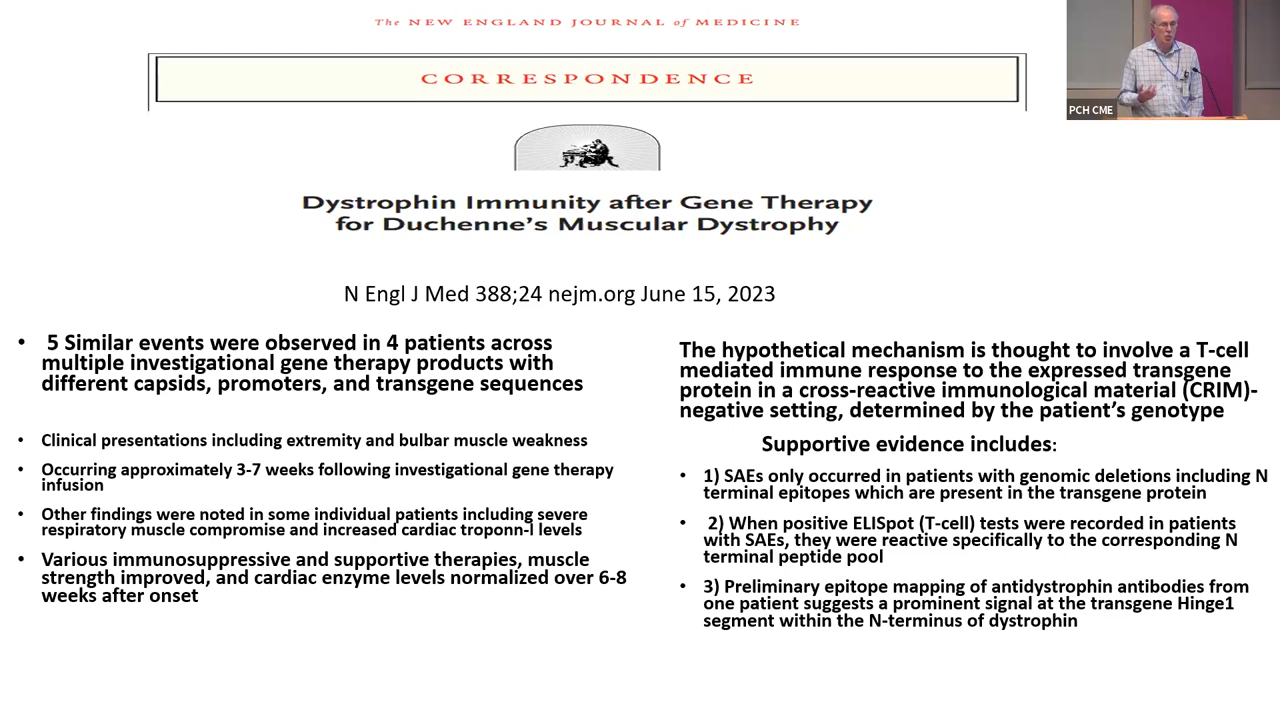 The NEW ENGLAND JOURNAL of MEDICINE
CORRESPONDENCE
PCH CME
Dystrophin Immunity after Gene Therapy
for Duchenne's Muscular Dystrophy
N Engl J Med 388;24 nejm.org June 15, 2023
• 5 Similar events were observed in 4 patients across
multiple investigational gene therapy products with
different capsids, promoters, and transgene sequences
• Clinical presentations including extremity and bulbar muscle weakness
• Occurring approximately 3-7 weeks following investigational gene therapy
infusion
• Other findings were noted in some individual patients including severe
respiratory muscle compromise and increased cardiac troponn-I levels
• Various immunosuppressive and supportive therapies, muscle
strength improved, and cardiac enzyme levels normalized over 6-8
weeks after onset
The hypothetical mechanism is thought to involve a T-cell
mediated immune response to the expressed transgene
protein in a cross-reactive immunological material (CRIM)-
negative setting, determined by the patient's genotype
Supportive evidence includes:
• 1) SAEs only occurred in patients with genomic deletions including N
terminal epitopes which are present in the transgene protein
• 2) When positive ELISpot (T-cell) tests were recorded in patients
with SAEs, they were reactive specifically to the corresponding N
terminal peptide pool
• 3) Preliminary epitope mapping of antidystrophin antibodies from
one patient suggests a prominent signal at the transgene Hinge1
segment within the N-terminus of dystrophin